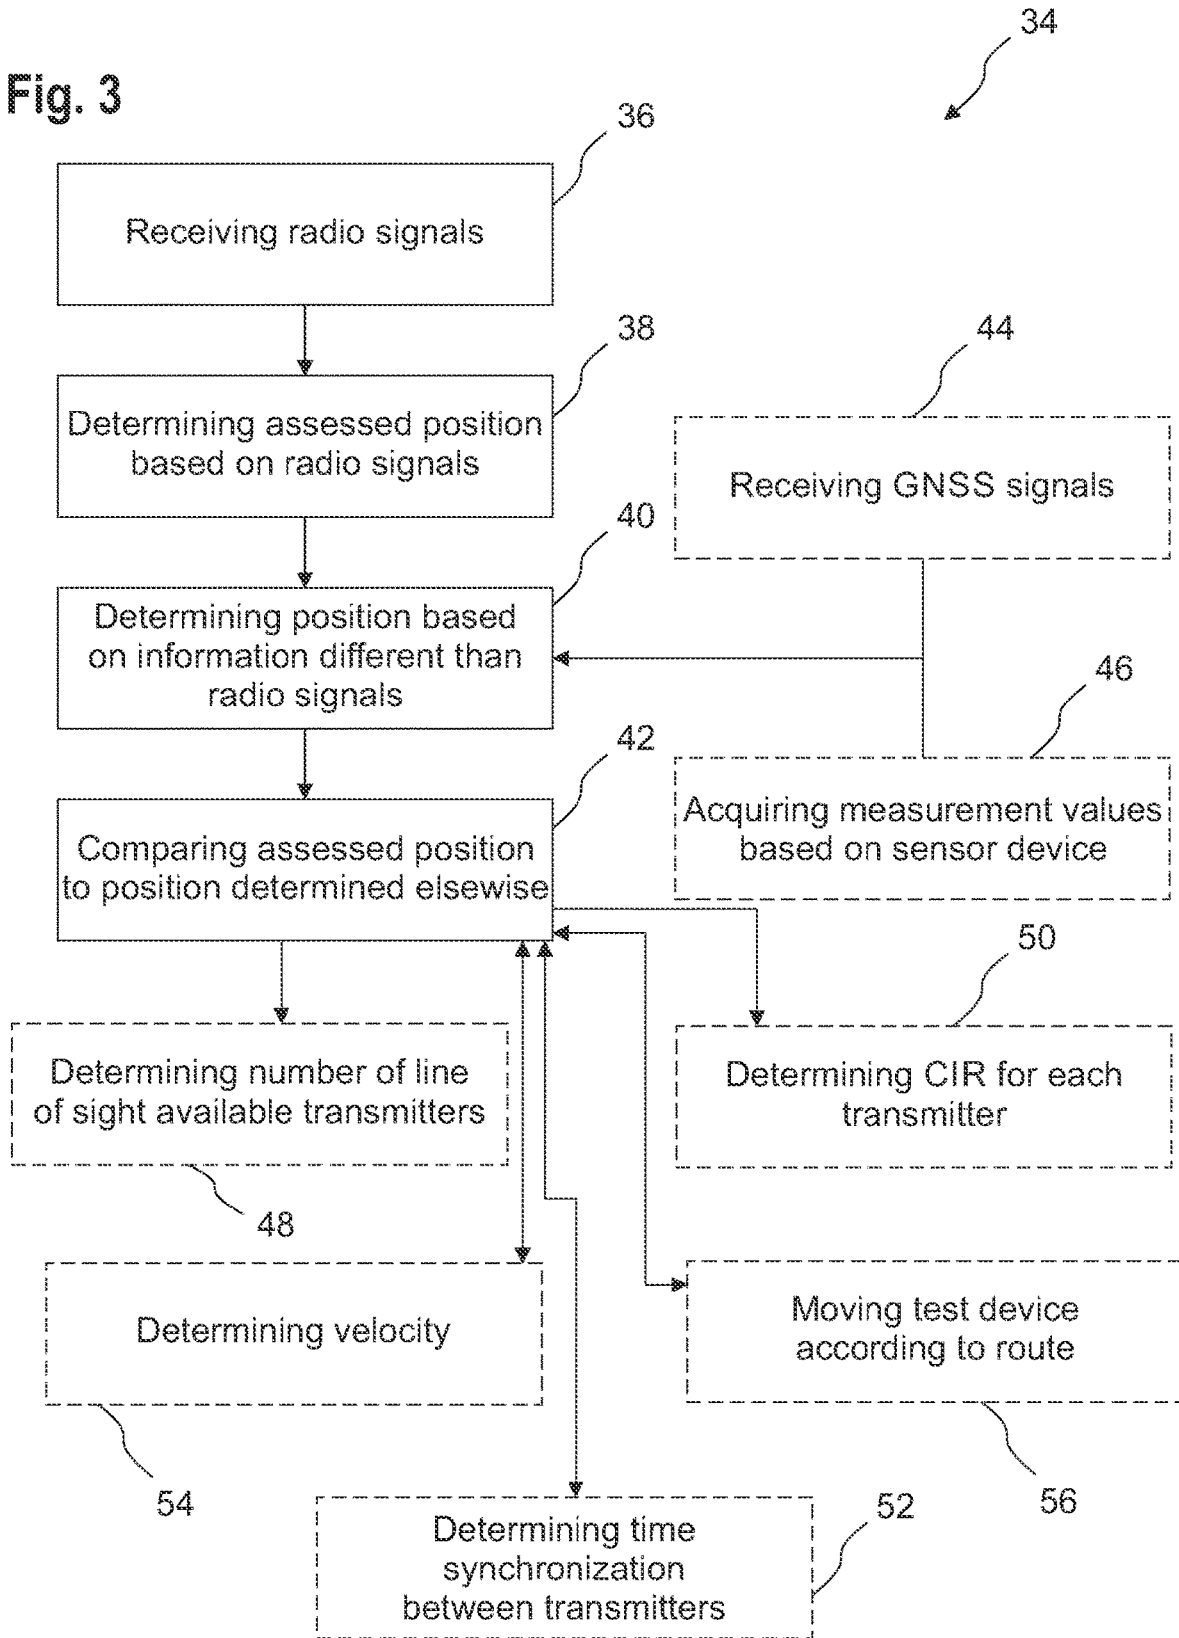 34
Fig. 3
36
Receiving radio signals
38
44
Determining assessed position
based on radio signals
Receiving GNSS signals
40
Determining position based
on information different than
radio signals
46
42
Acquiring measurement values
based on sensor device
Comparing assessed position
to position determined elsewise
50
Determining number of line
of sight available transmitters
Determining CIR for each
transmitter
48
Determining velocity
Moving test device
according to route
54
52
56
Determining time
synchronization
between transmitters